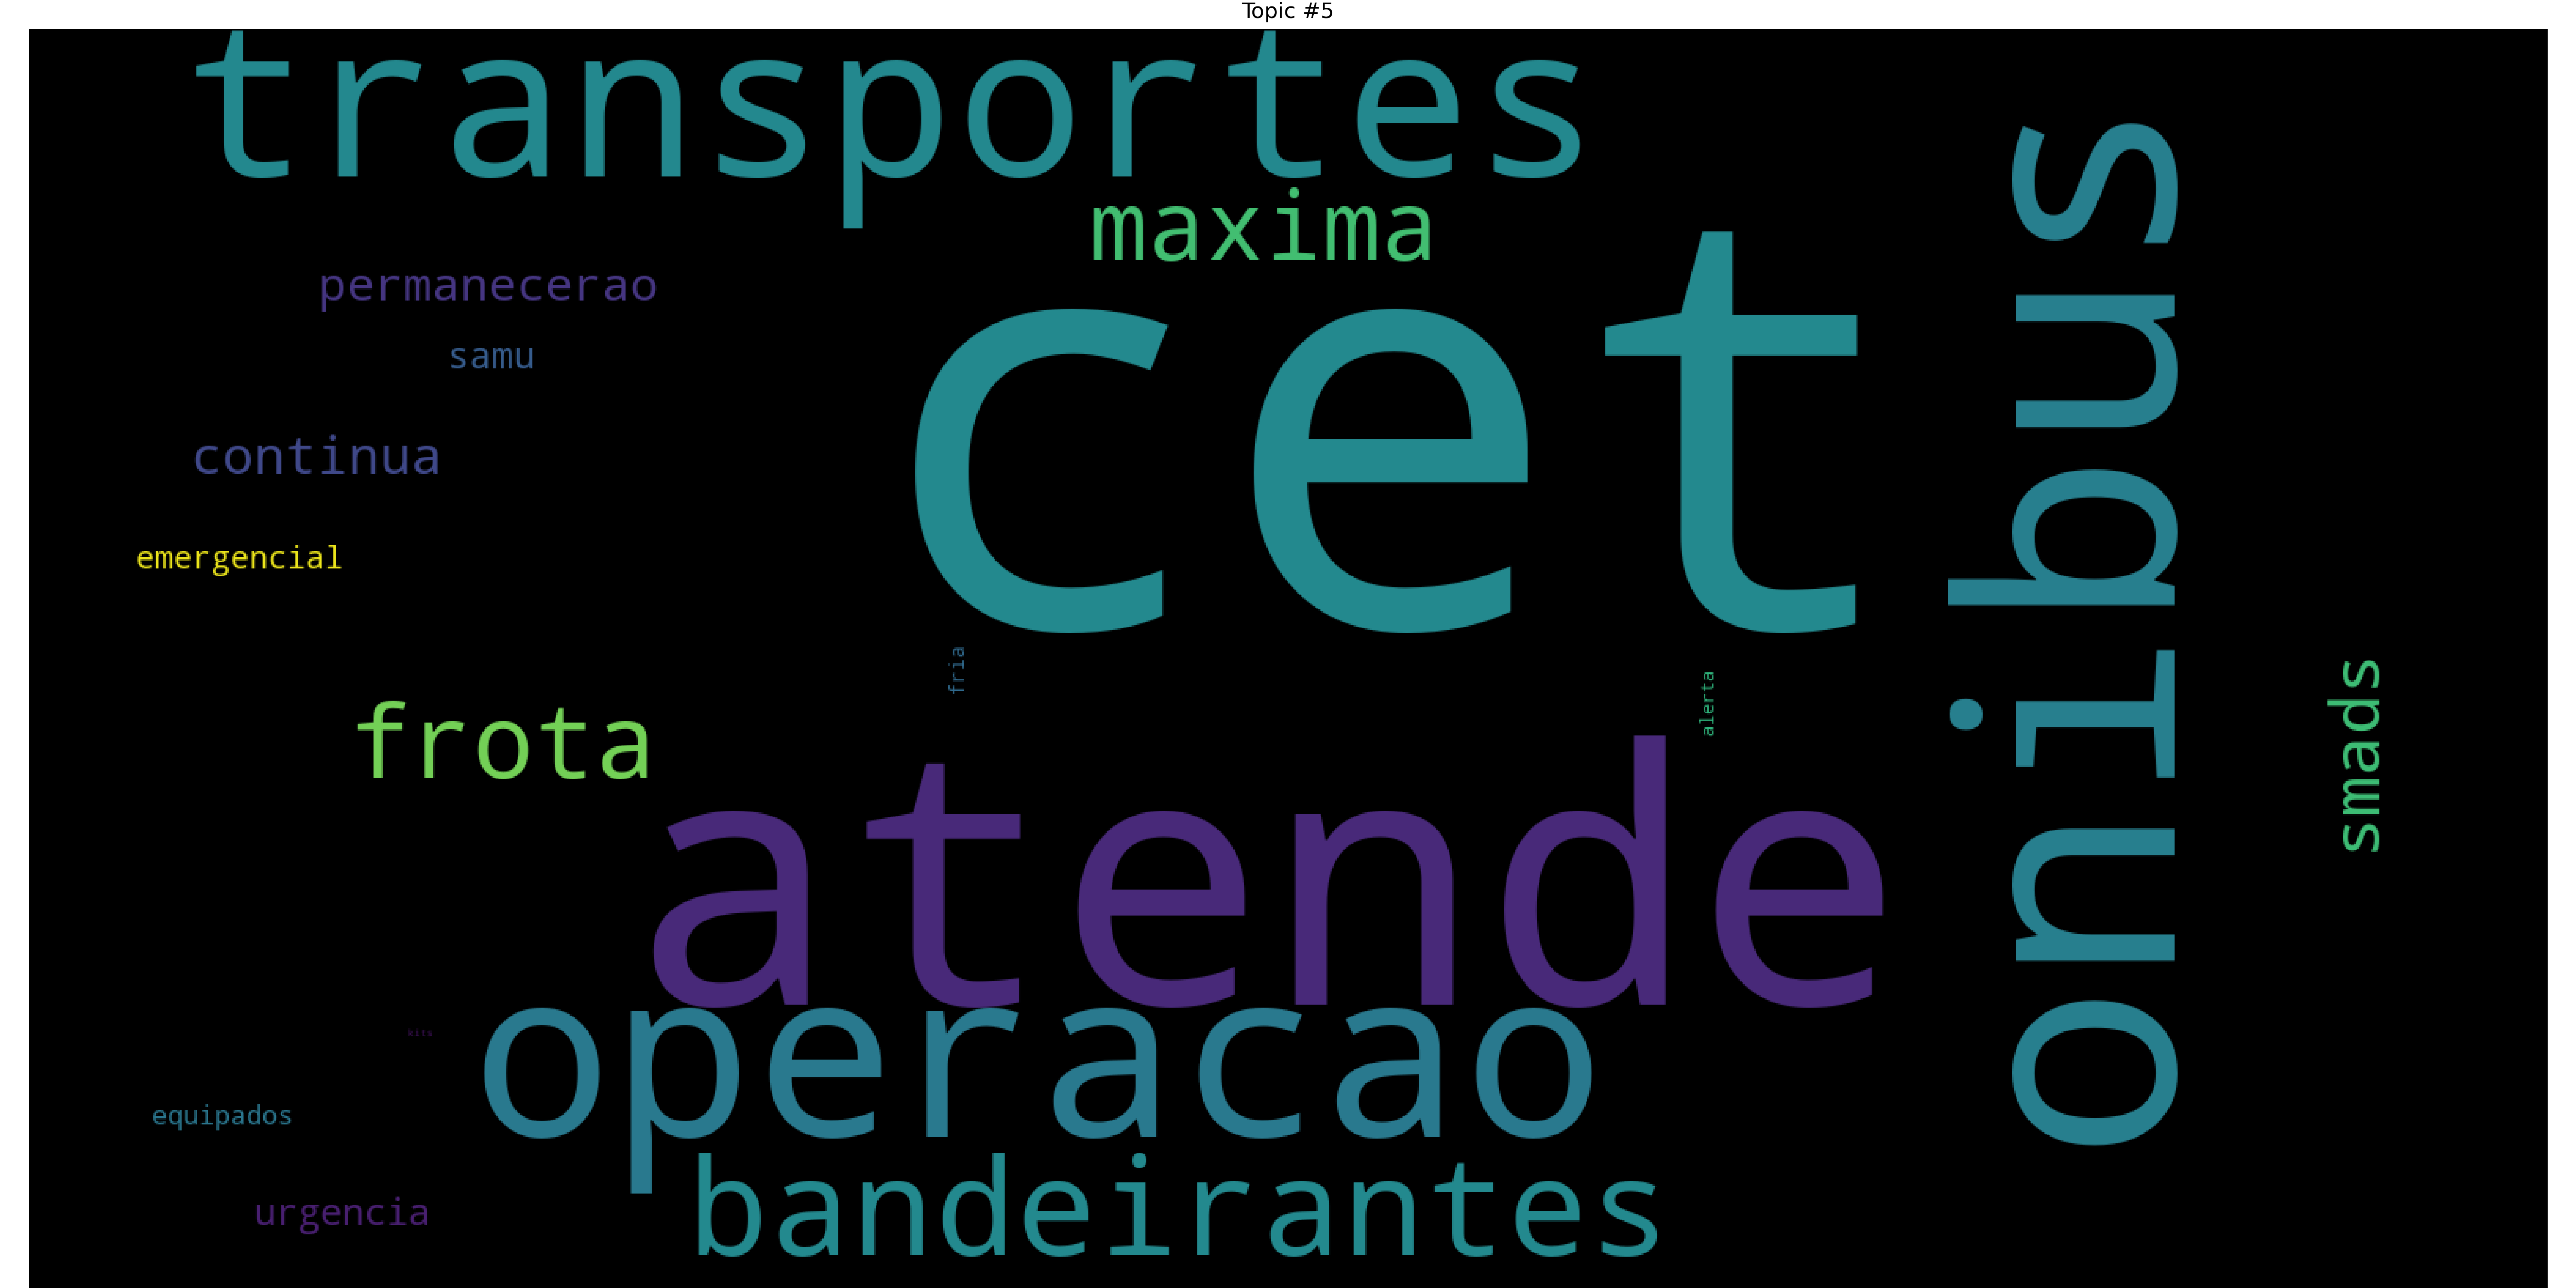 Topic #5
transportes
maxima
permanecerao
samu
cet
onibus
continua
emergencial
fria
alerta
smads
frota
atende
kits
operacao
equipados
bandeirantes
urgencia